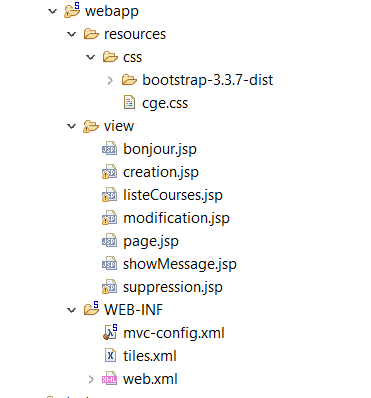 webapp
resources
css
bootstrap-3.3.7-dist
cge.css
view
bonjour.jsp
creation.jsp
listeCourses.jsp
modification.jsp
page.jsp
showMessage.jsp
suppression.jsp
WEB-INF
mvc-config.xml
tiles.xml
web.xml